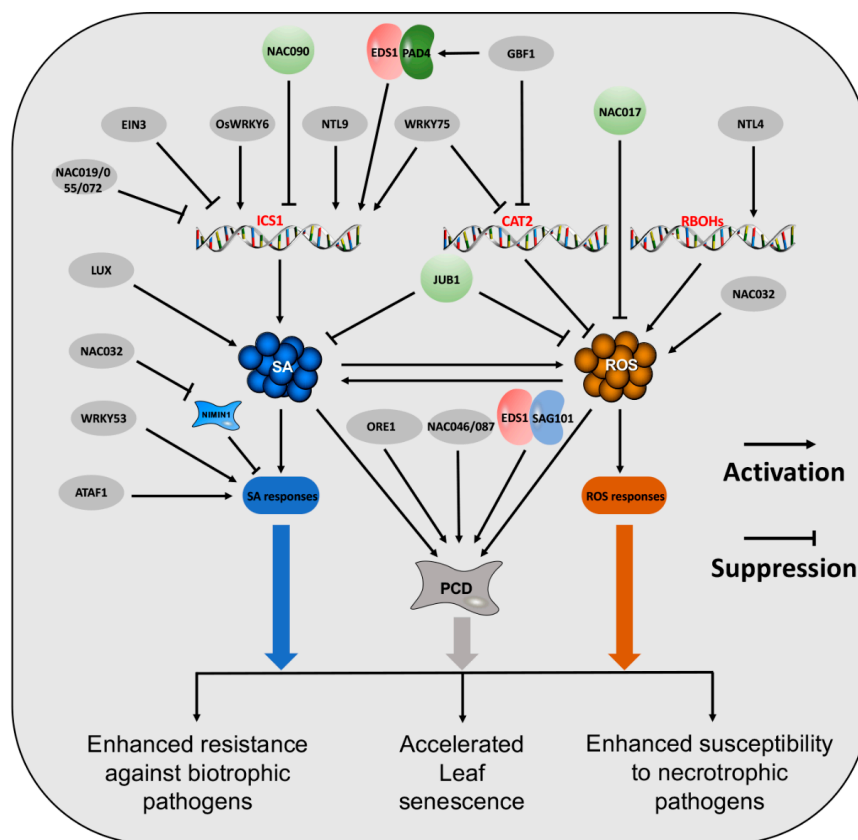 NAC090
EDS1
PAD4
GBF1
NAC017
EIN3
OsWRKY6
NTL9
WRKY75
NTL4
NAC019/0
55/072
ICS1
CAT2
RBOHs
LUX
JUB1
NAC032
SA
ROS
NAC032
NIMIN1
WRKY53
ORE1
NAC046/087
EDS1
SAG101
Activation
ATAF1
SA responses
ROS responses
Suppression
PCD
Enhanced resistance
against biotrophic
pathogens
Accelerated
Leaf
senescence
Enhanced susceptibility
to necrotrophic
pathogens